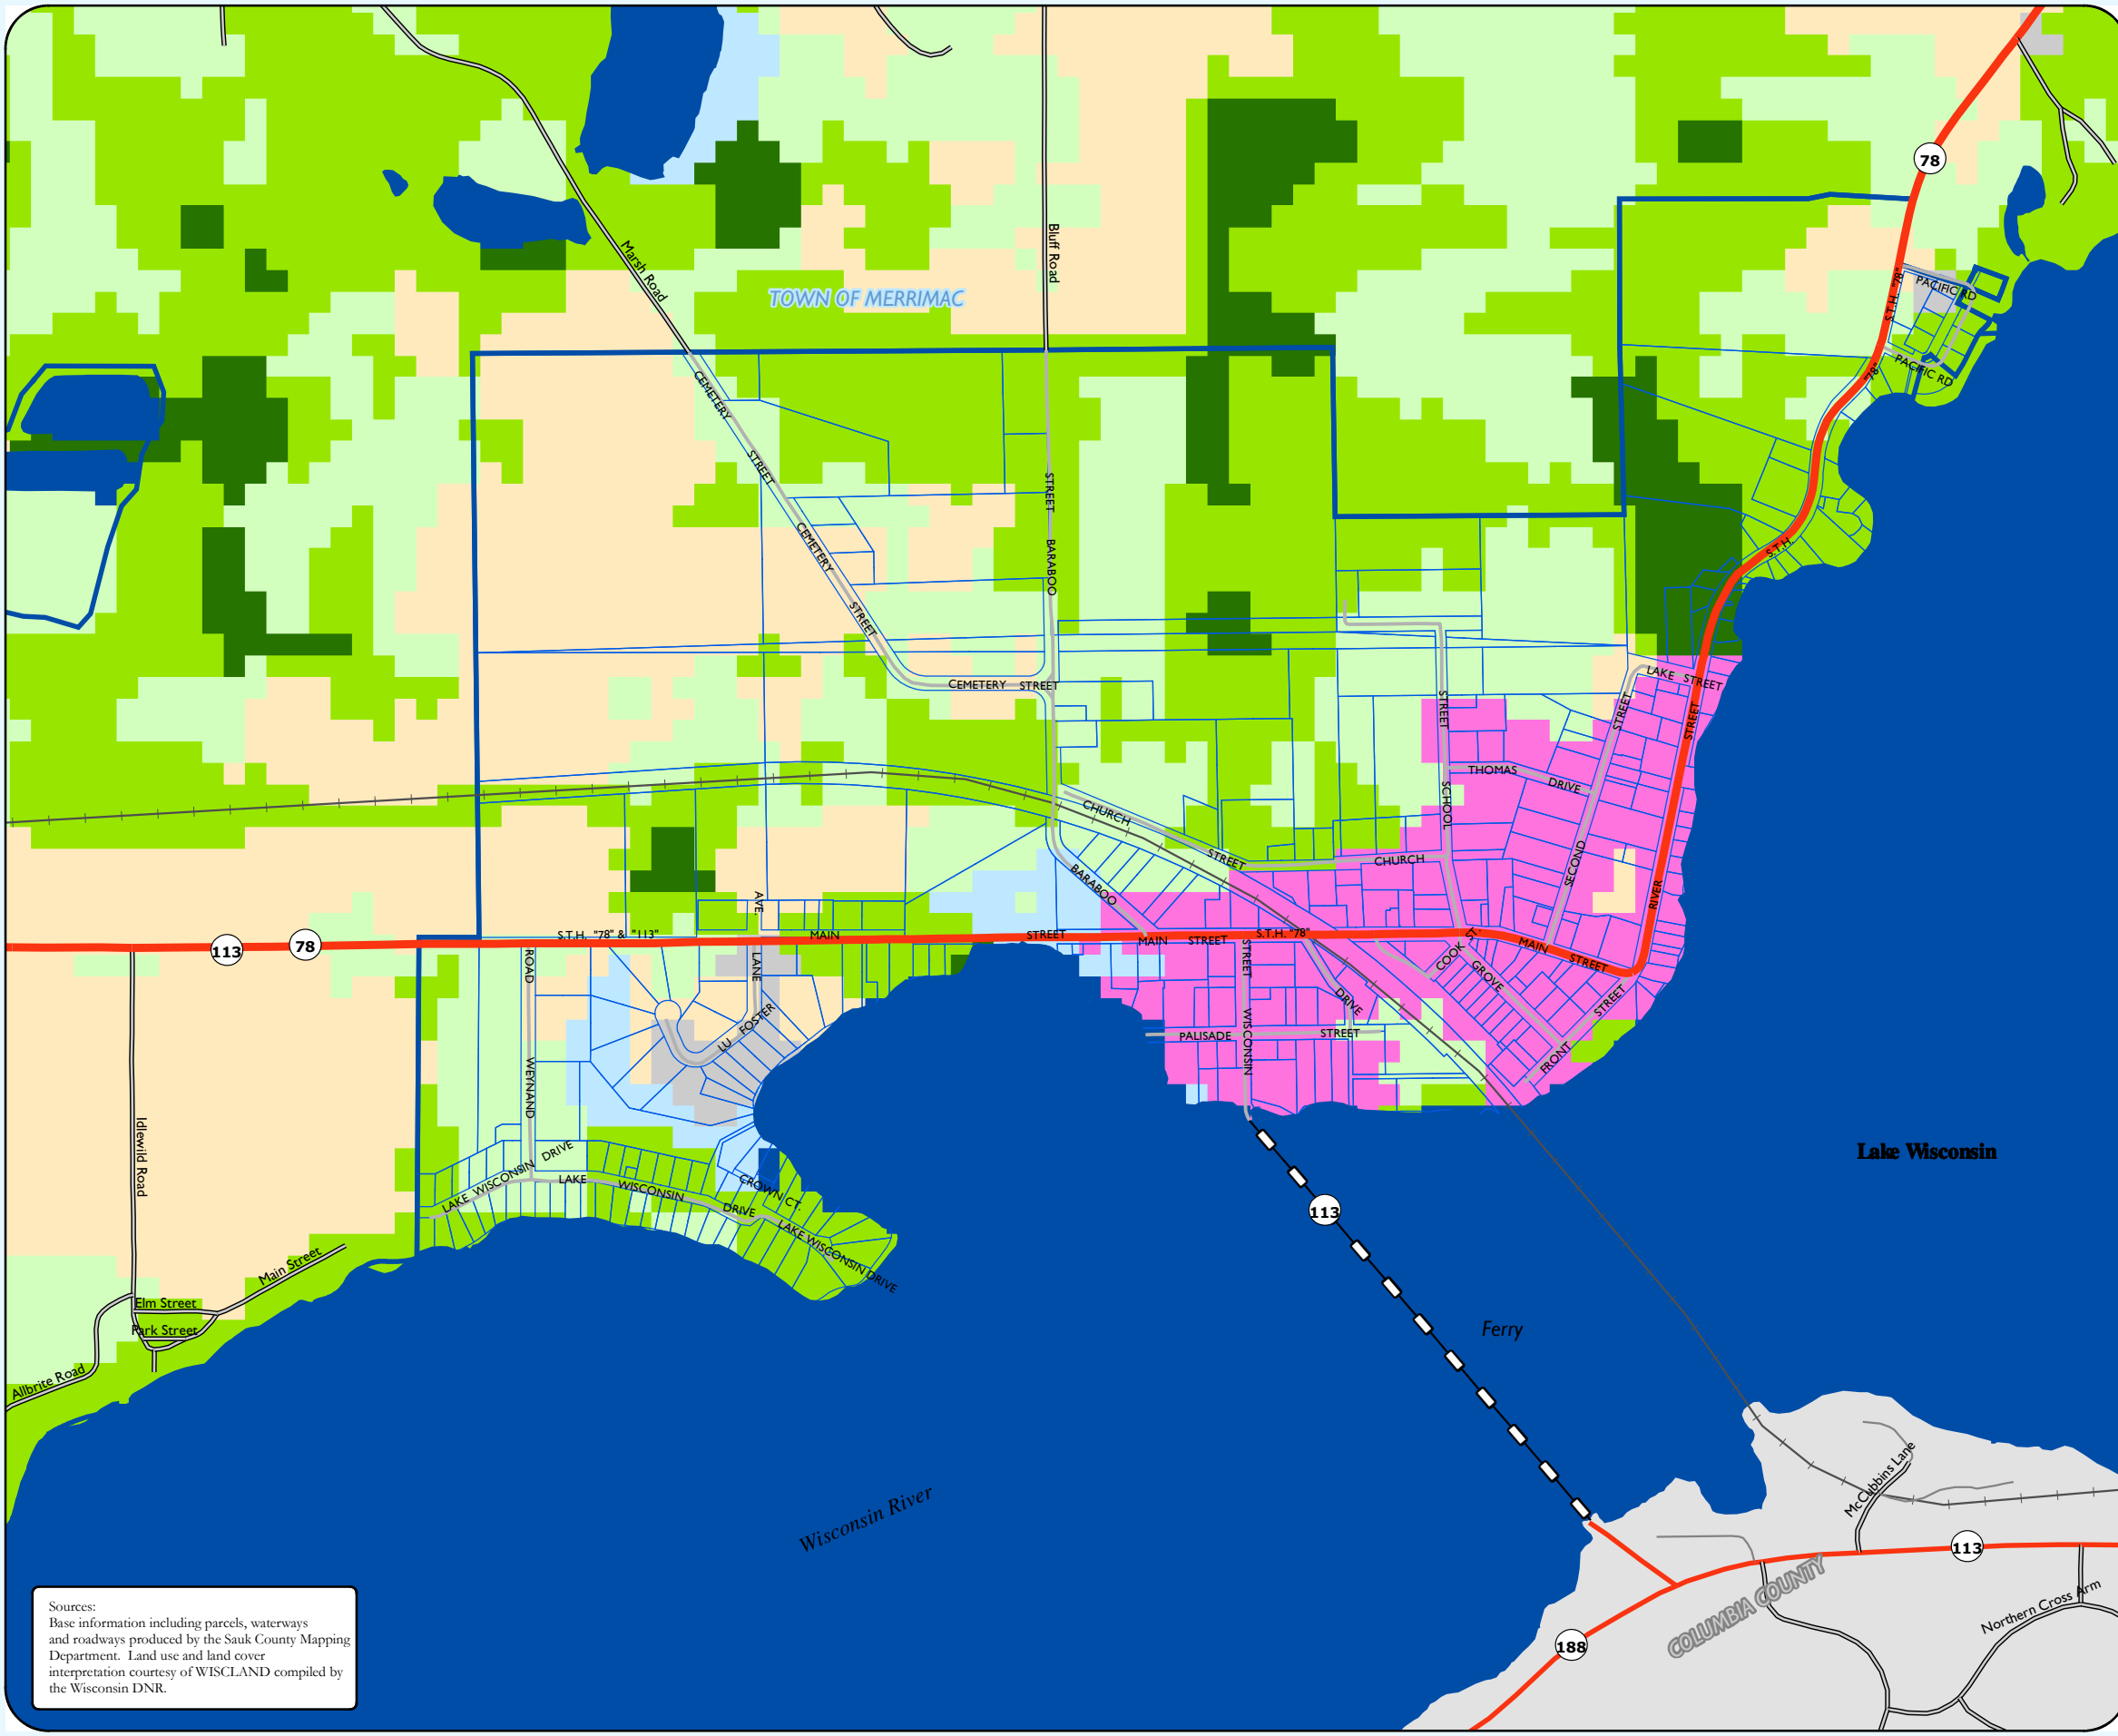 78
Bluff Road
Marsh Road
TOWN OF MERRIMAC
S.T.H. "78"
PACIFIC RD
PACIFIC RD
"78"
CEMETERY
STREET
STREET
CEMETERY
BARABOO
S.T.H.
STREET
CEMETERY STREET
LAKE STREET
STREET
STREET
STREET
THOMAS
DRIVE
CHURCH
SCHOOL
STREET
CHURCH
SECOND
BARABOO
RIVER
AVE.
S.T.H. "78" & "113"
MAIN
STREET
MAIN
STREET
S.T.H. "78"
COOK ST.
MAIN
STREET
113
78
ROAD
LANE
STREET
GROVE
DRIVE
STREET
LU FOSTER
PALISADE
WISCONSIN
STREET
FRONT
WEYNAND
Idlewild Road
LAKE WISCONSIN DRIVE
LAKE
WISCONSIN
CROWN CT.
DRIVE
LAKE WISCONSIN DRIVE
Lake Wisconsin
113
Main Street
Elm Street
Park Street
Allbrite Road
Ferry
Wisconsin River
McCubbins Lane
113
COLUMBIA COUNTY
Northern Cross Arm
188
Sources:
Base information including parcels, waterways
and roadways produced by the Sauk County Mapping
Department. Land use and land cover
interpretation courtesy of WISCLAND compiled by
the Wisconsin DNR.